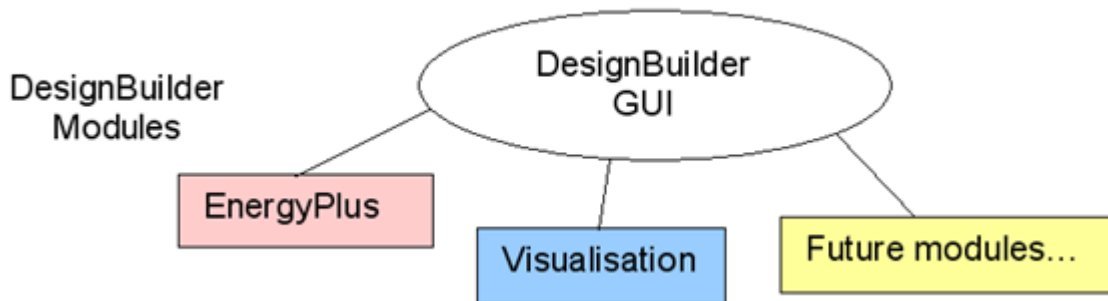 DesignBuilder
GUI
DesignBuilder
Modules
EnergyPlus
Visualisation
Future modules...